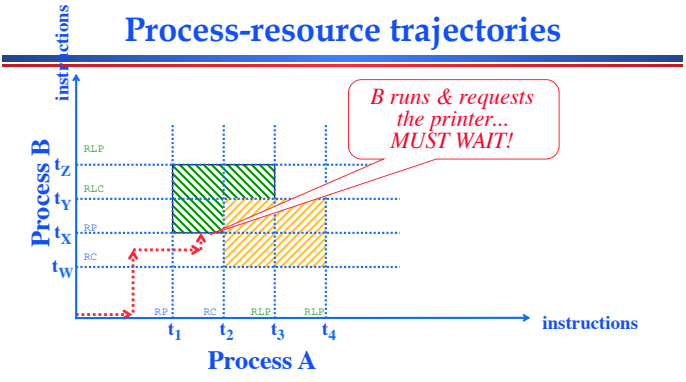 Process-resource trajectories
instructions
Process B
B runs & requests
the printer...
MUST WAIT!
RLP
tZ
RLC
tY
RP
tX
RC
tW
RP
RC
RLP
RLP
t1
t2
t3
t4
instructions
Process A